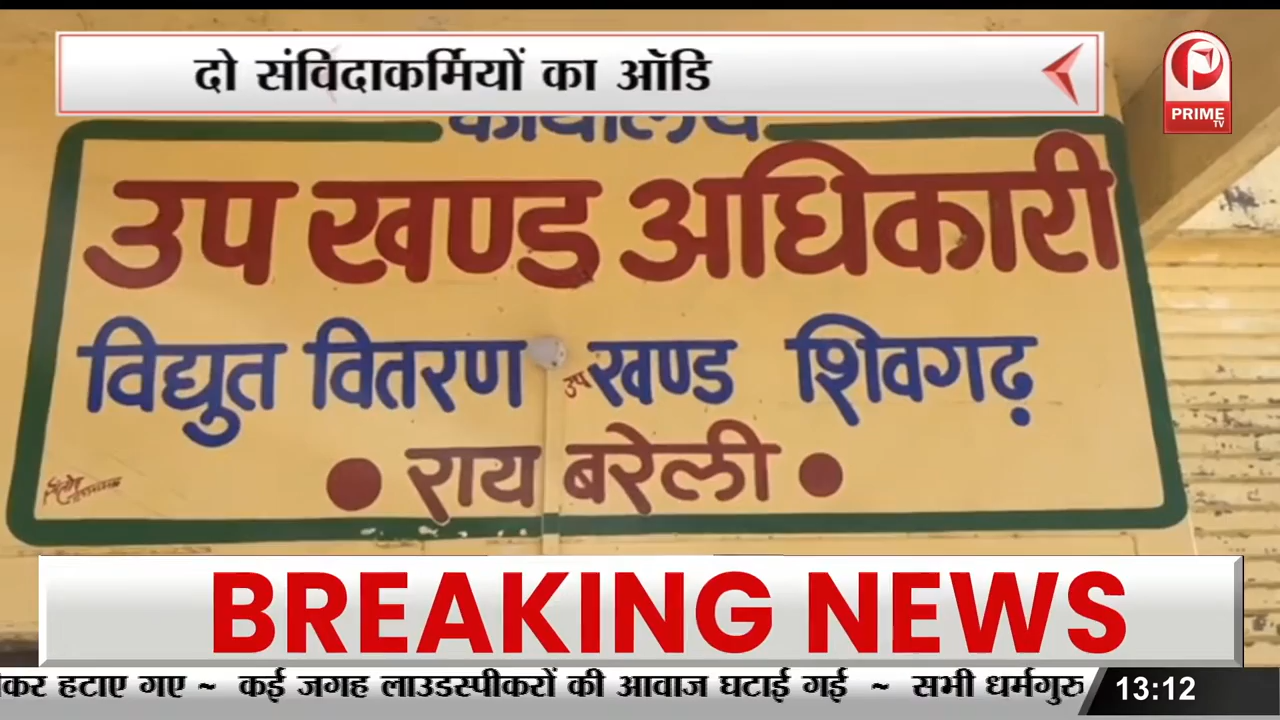 दो संविदाकर्मियों का ऑडि
PRIME
TV
कार्यालय
उप खण्ड अधिकारी
विद्युत वितरण उप खण्ड शिवगढ़
• राय बरेली •
BREAKING NEWS
कर हटाए गए ~ कई जगह लाउडस्पीकरों की आवाज घटाई गई ~ सभी धर्मगुरु
13:12